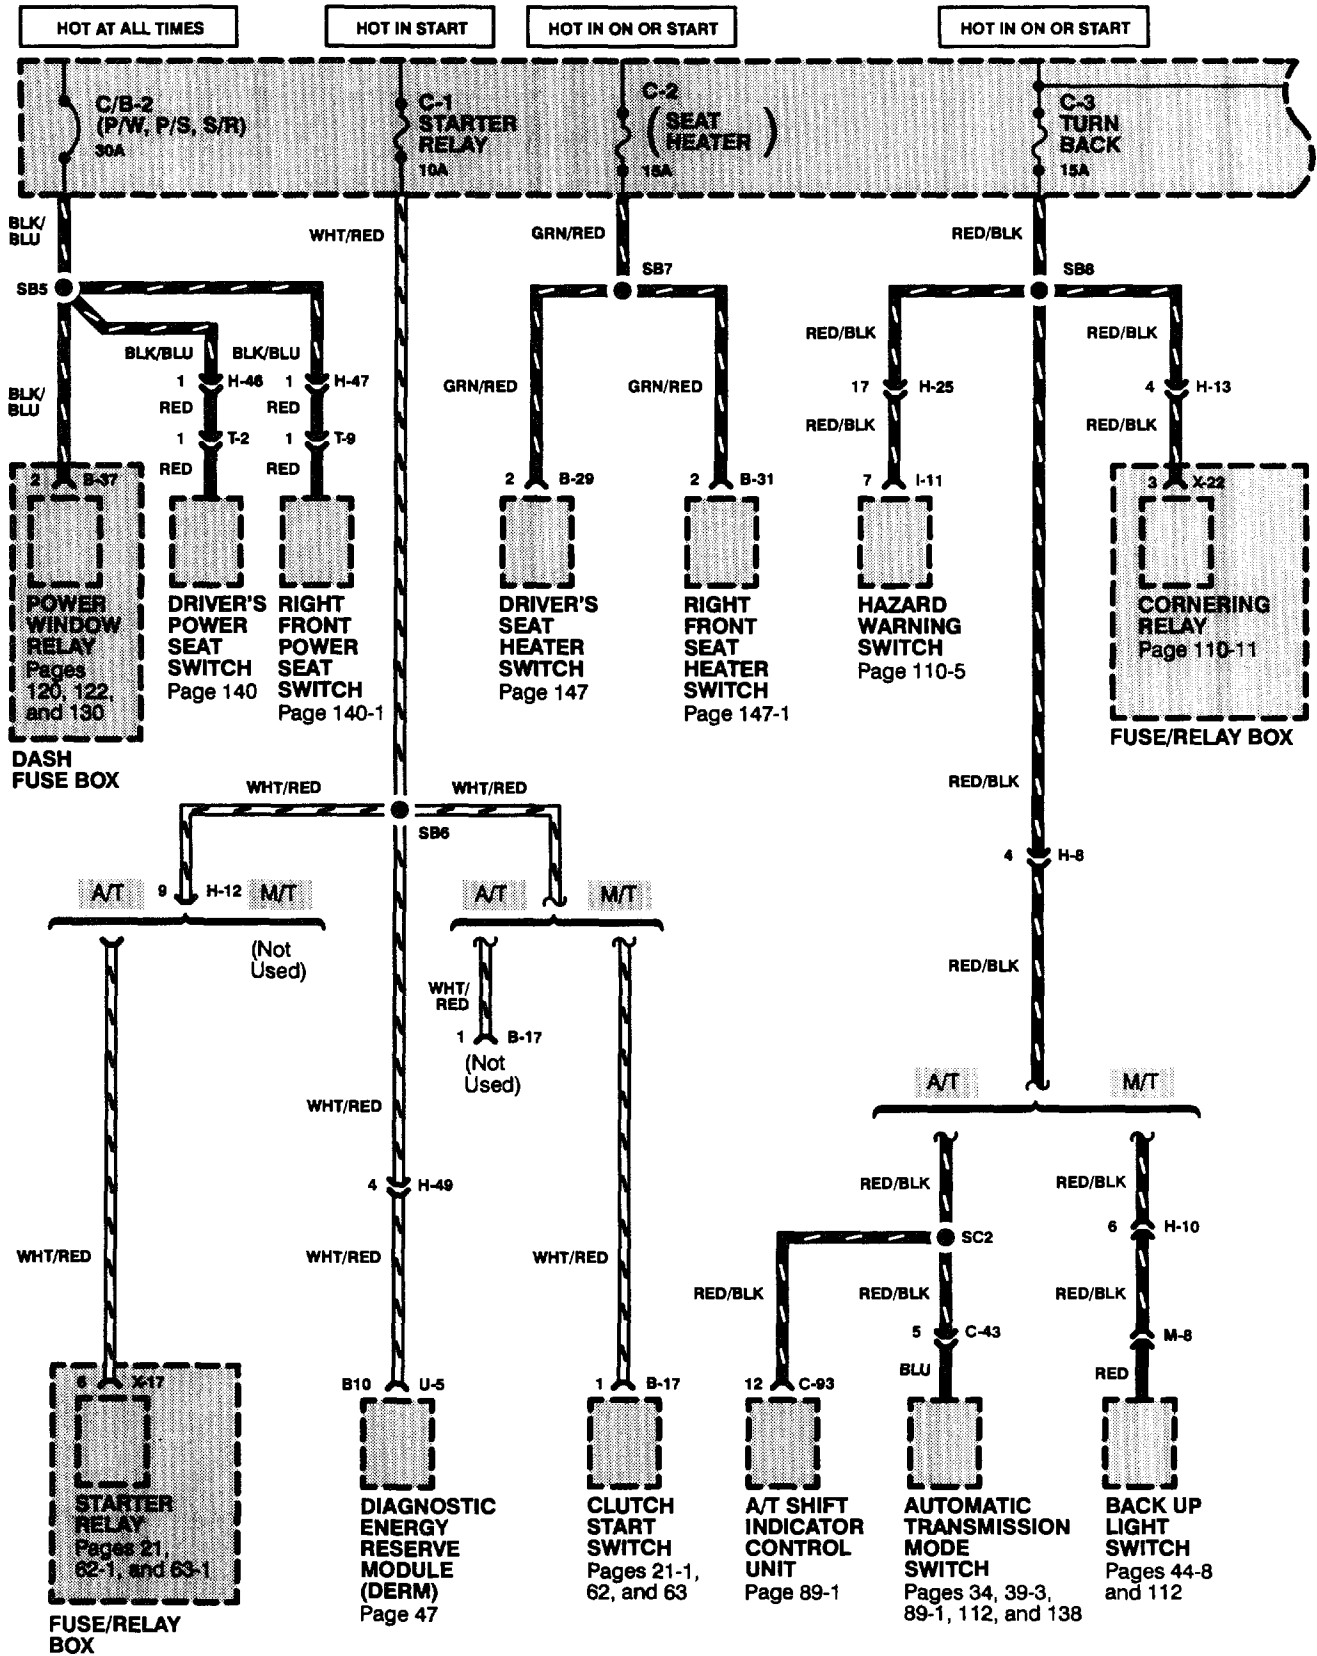 HOT AT ALL TIMES
HOT IN START
HOT IN ON OR START
HOT IN ON OR START
C/B-2
(P/W, P/S, S/R)
30A
C-1
STARTER
RELAY
10A
C-2
(SEAT
HEATER)
15A
C-3
TURN
BACK
15A
BLK/
BLU
WHT/RED
GRN/RED
RED/BLK
SB5
SB7
SB8
BLK/BLU
BLK/BLU
RED/BLK
RED/BLK
BLK/
BLU
1 H-46
1 H-47
GRN/RED
GRN/RED
17 H-25
4 H-13
RED
RED
RED/BLK
RED/BLK
1 T-2
1 T-9
RED
RED
2 B-37
2 B-29
2 B-31
7 I-11
3 X-22
POWER
WINDOW
RELAY
Pages
120, 122,
and 130
DASH
FUSE BOX
DRIVER'S
POWER
SEAT
SWITCH
Page 140
RIGHT
FRONT
POWER
SEAT
SWITCH
Page 140-1
DRIVER'S
SEAT
HEATER
SWITCH
Page 147
RIGHT
FRONT
SEAT
HEATER
SWITCH
Page 147-1
HAZARD
WARNING
SWITCH
Page 110-5
CORNERING
RELAY
Page 110-11
FUSE/RELAY BOX
WHT/RED
WHT/RED
RED/BLK
SB6
4 H-8
A/T
9 H-12
M/T
A/T
M/T
(Not
Used)
RED/BLK
WHT/
RED
1 B-17
(Not
Used)
WHT/RED
A/T
M/T
4 H-49
RED/BLK
RED/BLK
SC2
6 H-10
WHT/RED
WHT/RED
WHT/RED
RED/BLK
RED/BLK
RED/BLK
5 C-43
M-8
BLU
RED
6 X-17
B10 U-5
1 B-17
12 C-93
STARTER
RELAY
Pages 21,
62-1, and 63-1
FUSE/RELAY
BOX
DIAGNOSTIC
ENERGY
RESERVE
MODULE
(DERM)
Page 47
CLUTCH
START
SWITCH
Pages 21-1,
62, and 63
A/T SHIFT
INDICATOR
CONTROL
UNIT
Page 89-1
AUTOMATIC
TRANSMISSION
MODE
SWITCH
Pages 34, 39-3,
89-1, 112, and 138
BACK UP
LIGHT
SWITCH
Pages 44-8
and 112